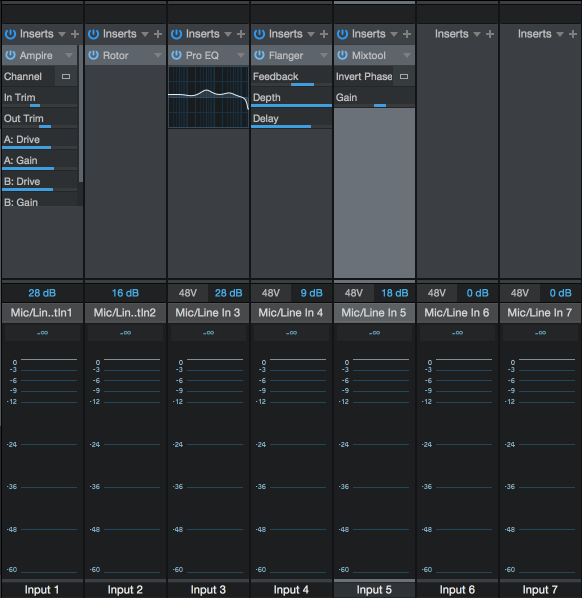 Inserts Inserts Inserts Inserts Inserts Inserts Inserts
Ampire Rotor Pro EQ Flanger Mixtool
Channel Feedback Invert Phase
In Trim Depth Gain
Out Trim Delay
A: Drive
A: Gain
B: Drive
B: Gain
28 dB 16 dB 48V 28 dB 48V 9 dB 48V 18 dB 48V 0 dB 48V 0 dB
Mic/Lin..tIn1 Mic/Lin..tIn2 Mic/Line In 3 Mic/Line In 4 Mic/Line In 5 Mic/Line In 6 Mic/Line In 7
-∞ -∞ -∞ -∞ -∞ -∞ -∞
0 0 0 0 0 0 0
-3 -3 -3 -3 -3 -3 -3
-6 -6 -6 -6 -6 -6 -6
-9 -9 -9 -9 -9 -9 -9
-12 -12 -12 -12 -12 -12 -12
-24 -24 -24 -24 -24 -24 -24
-36 -36 -36 -36 -36 -36 -36
-48 -48 -48 -48 -48 -48 -48
-60 -60 -60 -60 -60 -60 -60
Input 1 Input 2 Input 3 Input 4 Input 5 Input 6 Input 7